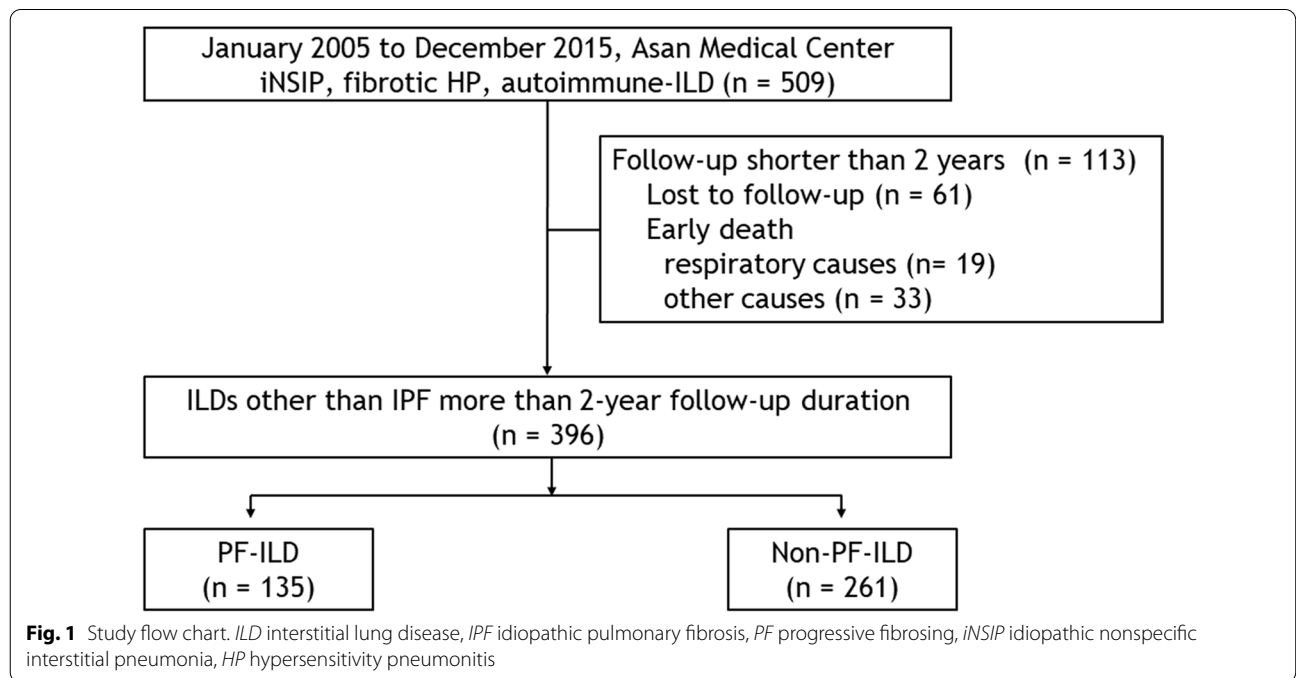 January 2005 to December 2015, Asan Medical Center
iNSIP, fibrotic HP, autoimmune-ILD (n = 509)
Follow-up shorter than 2 years  (n = 113)
Lost to follow-up (n = 61)
Early death
respiratory causes (n= 19)
other causes (n = 33)
ILDs other than IPF more than 2-year follow-up duration
(n = 396)
PF-ILD
(n = 135)
Non-PF-ILD
(n = 261)
Fig. 1 Study flow chart. ILD interstitial lung disease, IPF idiopathic pulmonary fibrosis, PF progressive fibrosing, iNSIP idiopathic nonspecific
interstitial pneumonia, HP hypersensitivity pneumonitis